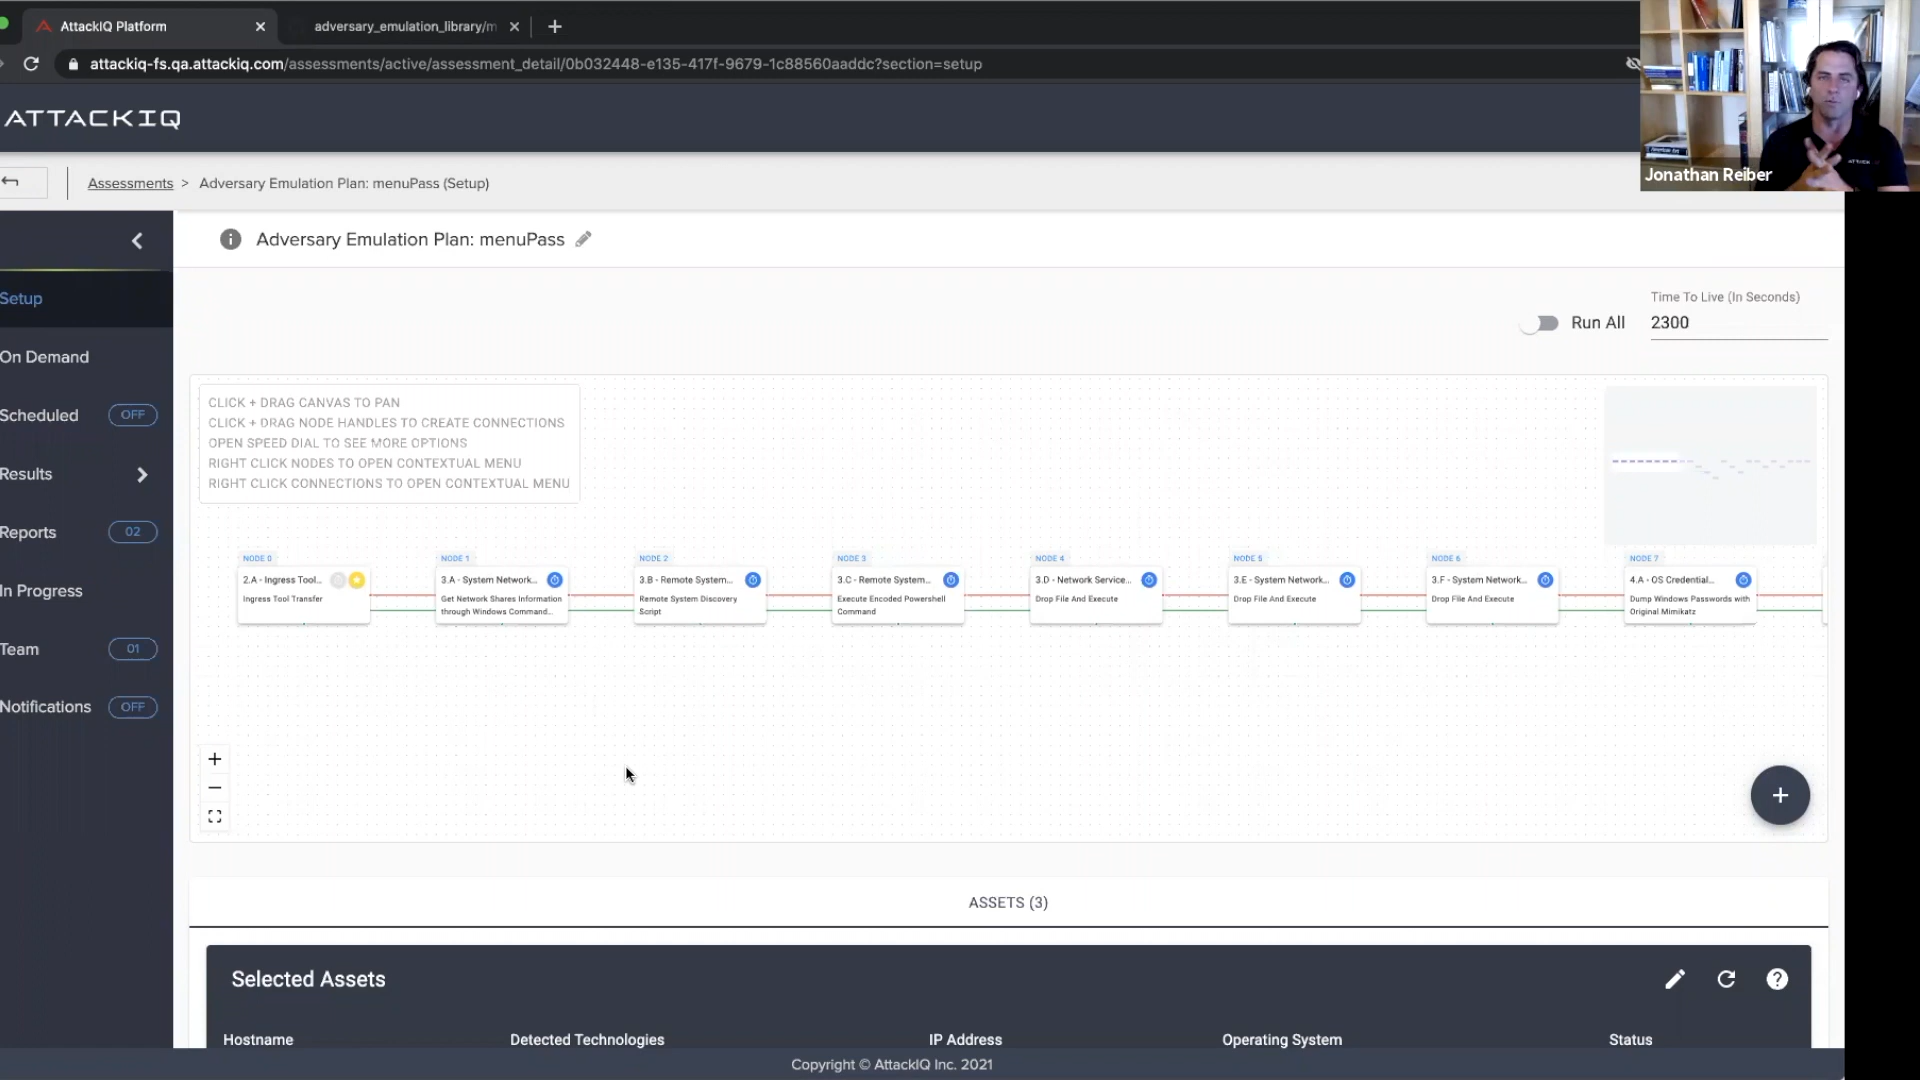 AttackIQ Platform
adversary_emulation_library/m
attackiq-fs.qa.attackiq.com/assessments/active/assessment_detail/0b032448-e135-417f-9679-1c88560aaddc?section=setup
ATTACKIQ
Jonathan Reiber
Assessments > Adversary Emulation Plan: menuPass (Setup)
Adversary Emulation Plan: menuPass
Setup
On Demand
Scheduled OFF
Results
Reports 02
In Progress
Team 01
Notifications OFF
Run All
Time To Live (In Seconds)
2300
CLICK + DRAG CANVAS TO PAN
CLICK + DRAG NODE HANDLES TO CREATE CONNECTIONS
OPEN SPEED DIAL TO SEE MORE OPTIONS
RIGHT CLICK NODES TO OPEN CONTEXTUAL MENU
RIGHT CLICK CONNECTIONS TO OPEN CONTEXTUAL MENU
NODE 0
2.A - Ingress Tool...
Ingress Tool Transfer
NODE 1
3.A - System Network...
Get Network Shares Information
through Windows Command...
NODE 2
3.B - Remote System...
Remote System Discovery
Script
NODE 3
3.C - Remote System...
Execute Encoded Powershell
Command
NODE 4
3.D - Network Service...
Drop File And Execute
NODE 5
3.E - System Network...
Drop File And Execute
NODE 6
3.F - System Network...
Drop File And Execute
NODE 7
4.A - OS Credential...
Dump Windows Passwords with
Original Mimikatz
ASSETS (3)
Selected Assets
Hostname
Detected Technologies
IP Address
Operating System
Status
Copyright © AttackIQ Inc. 2021